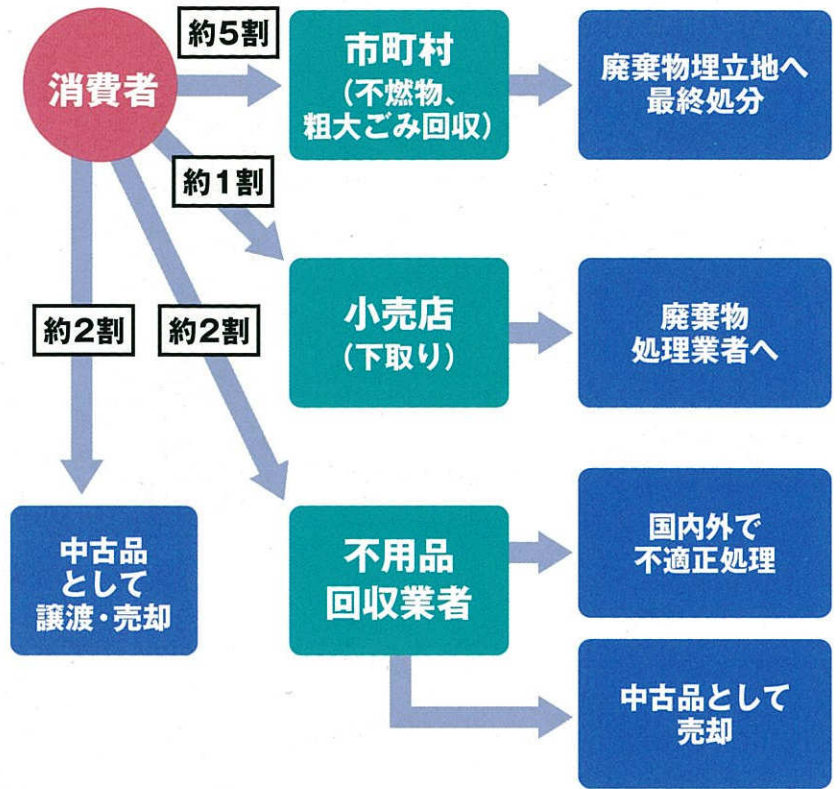 消費者
約5割
市町村
(不燃物、
粗大ごみ回収)
廃棄物埋立地へ
最終処分
約1割
小売店
(下取り)
廃棄物
処理業者へ
約2割
約2割
中古品
として
譲渡・売却
不用品
回収業者
国内外で
不適正処理
中古品として
売却